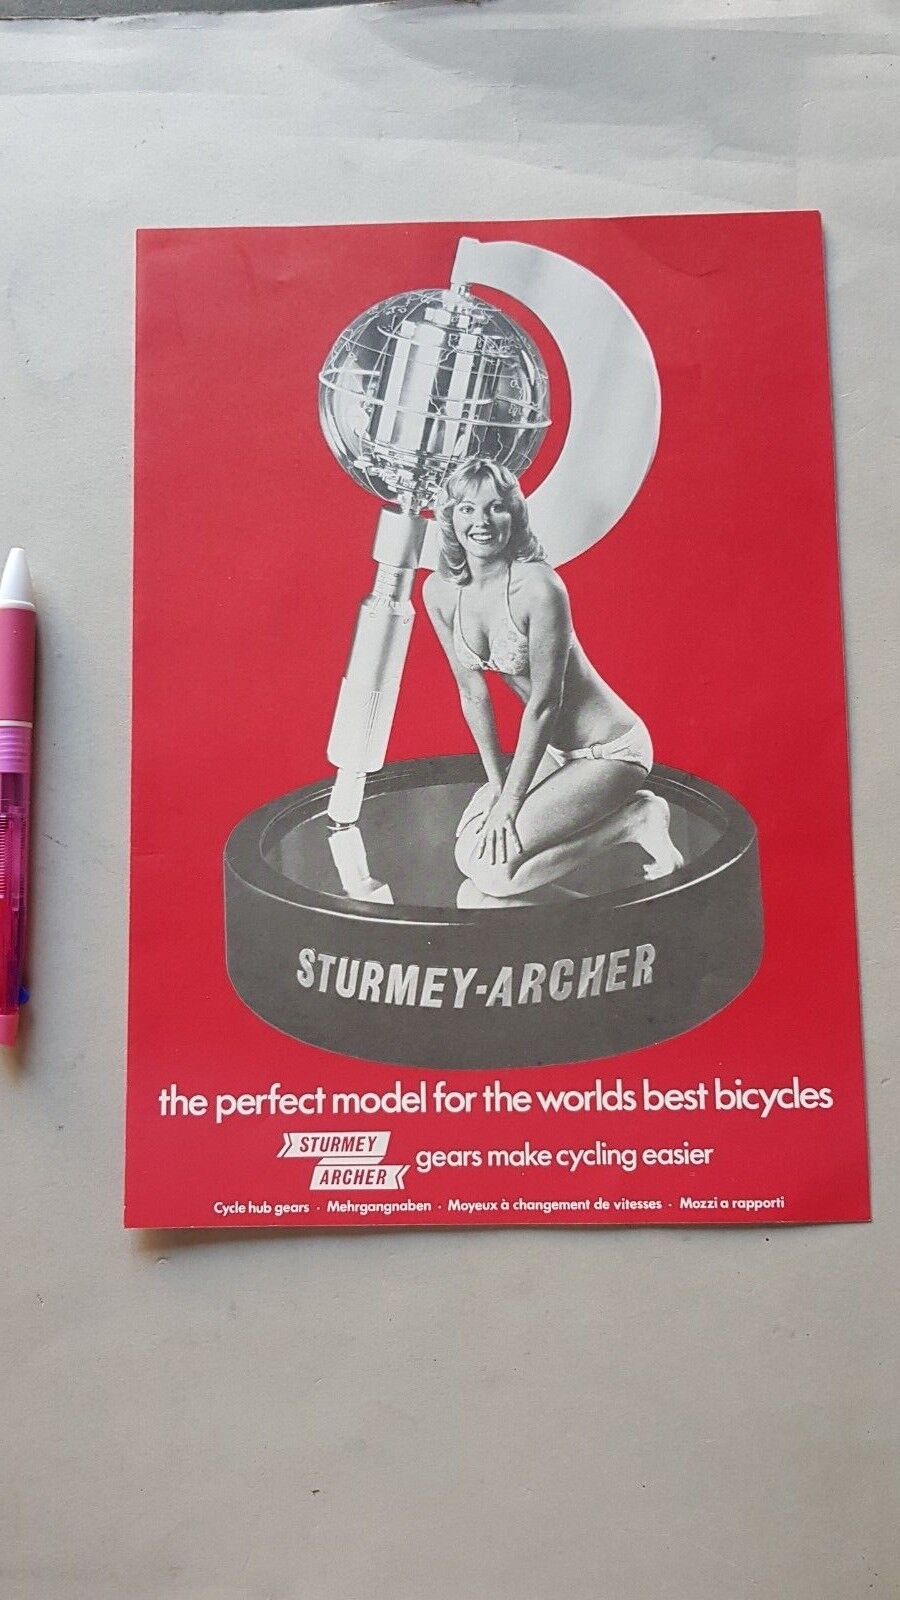 STURMEY-ARCHER
the perfect model for the worlds best bicycles
STURMEY
ARCHER
gears make cycling easier
Cycle hub gears · Mehrgangnaben · Moyeux à changement de vitesses · Mozzi a rapporti